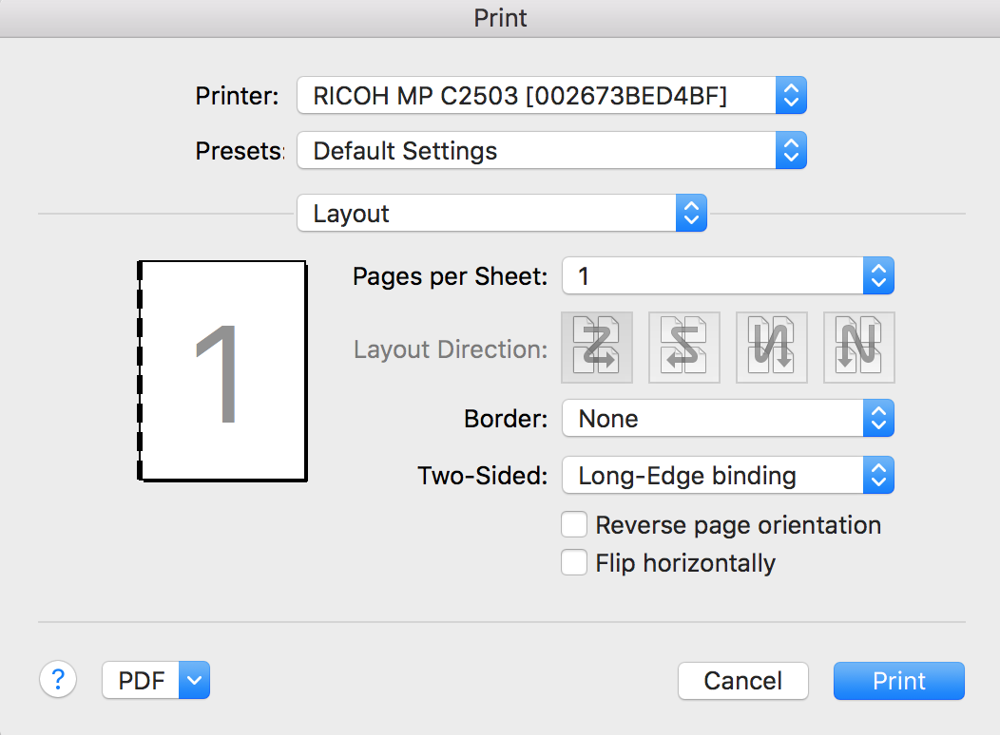 Print
Printer: RICOH MP C2503 [002673BED4BF]
Presets: Default Settings
Layout
1
Pages per Sheet: 1
Layout Direction:
Border: None
Two-Sided: Long-Edge binding
Reverse page orientation
Flip horizontally
? PDF Cancel Print